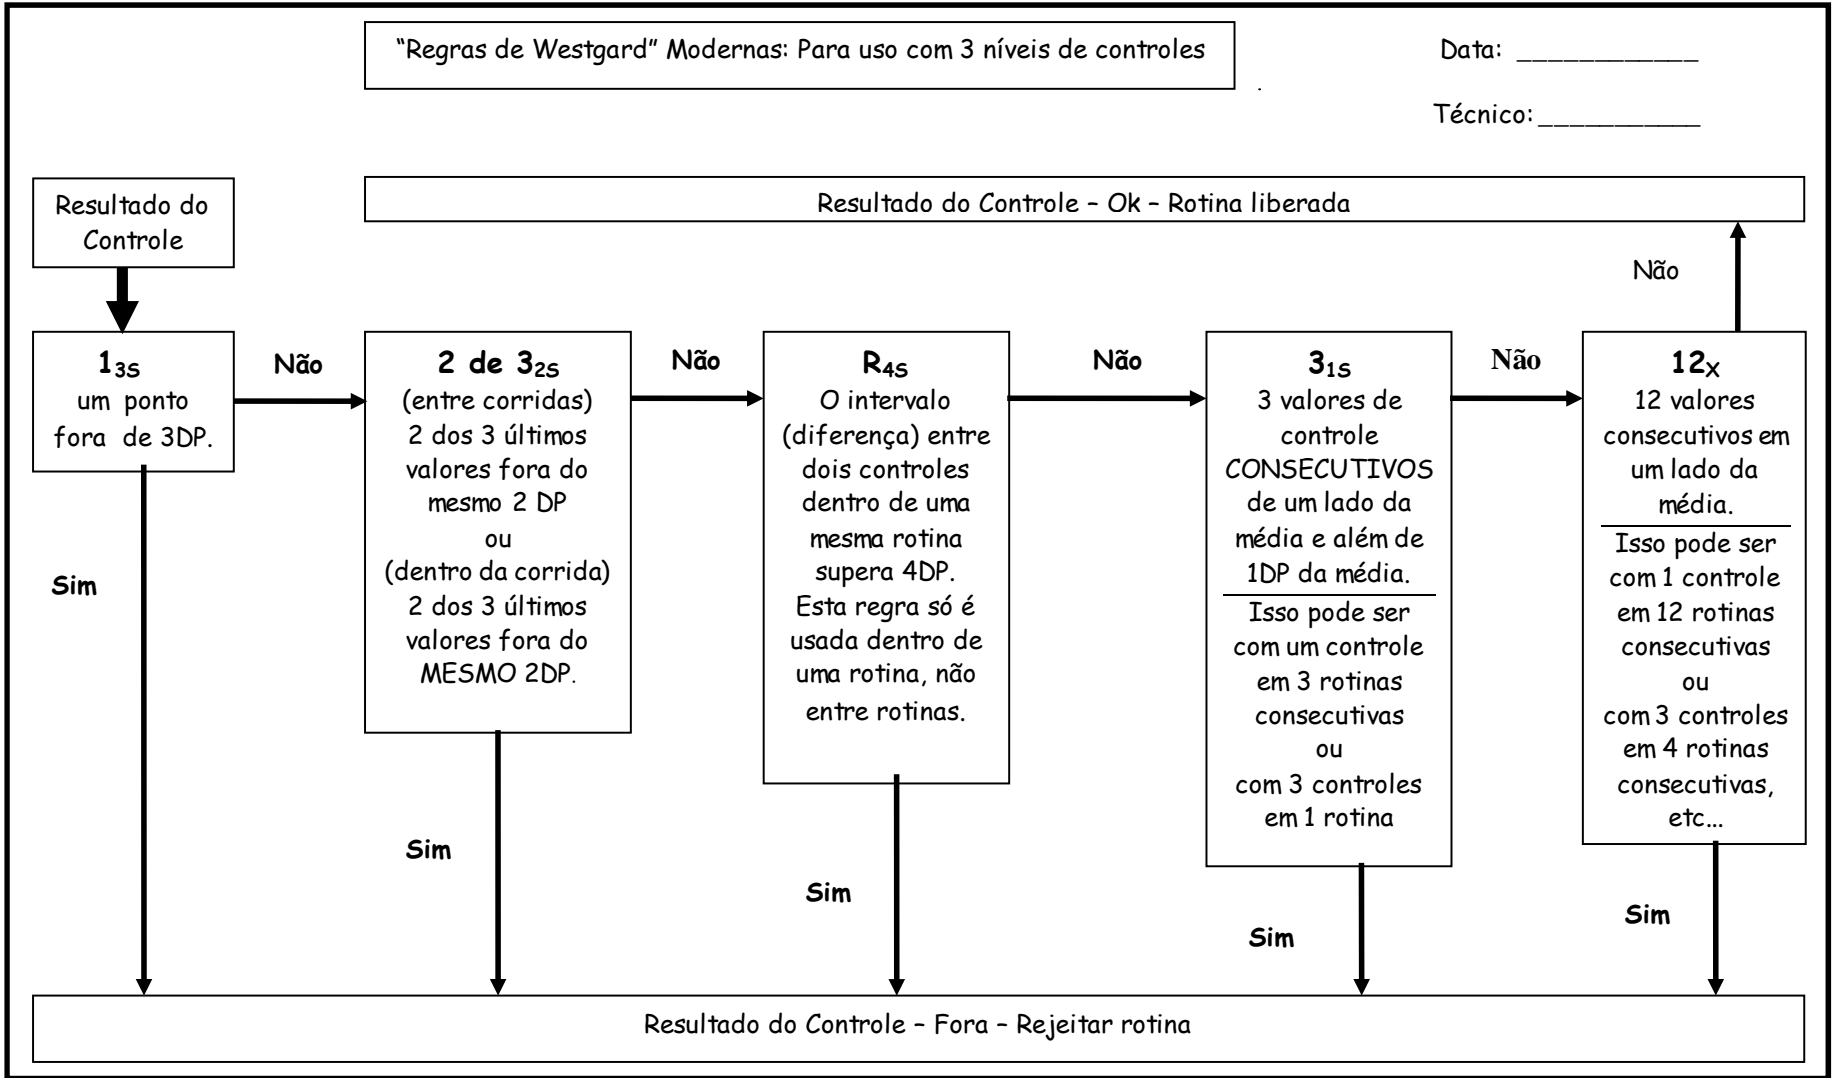 “Regras de Westgard” Modernas: Para uso com 3 níveis de controles
Data: ____________
Técnico: ___________
Resultado do
Controle
Resultado do Controle – Ok – Rotina liberada
Não
13S
um ponto
fora de 3DP.
Não
2 de 32S
(entre corridas)
2 dos 3 últimos
valores fora do
mesmo 2 DP
ou
(dentro da corrida)
2 dos 3 últimos
valores fora do
MESMO 2DP.
Não
R4S
O intervalo
(diferença) entre
dois controles
dentro de uma
mesma rotina
supera 4DP.
Esta regra só é
usada dentro de
uma rotina, não
entre rotinas.
Não
31S
3 valores de
controle
CONSECUTIVOS
de um lado da
média e além de
1DP da média.
Isso pode ser
com um controle
em 3 rotinas
consecutivas
ou
com 3 controles
em 1 rotina
Não
12X
12 valores
consecutivos em
um lado da
média.
Isso pode ser
com 1 controle
em 12 rotinas
consecutivas
ou
com 3 controles
em 4 rotinas
consecutivas,
etc...
Sim
Sim
Sim
Sim
Sim
Resultado do Controle – Fora – Rejeitar rotina